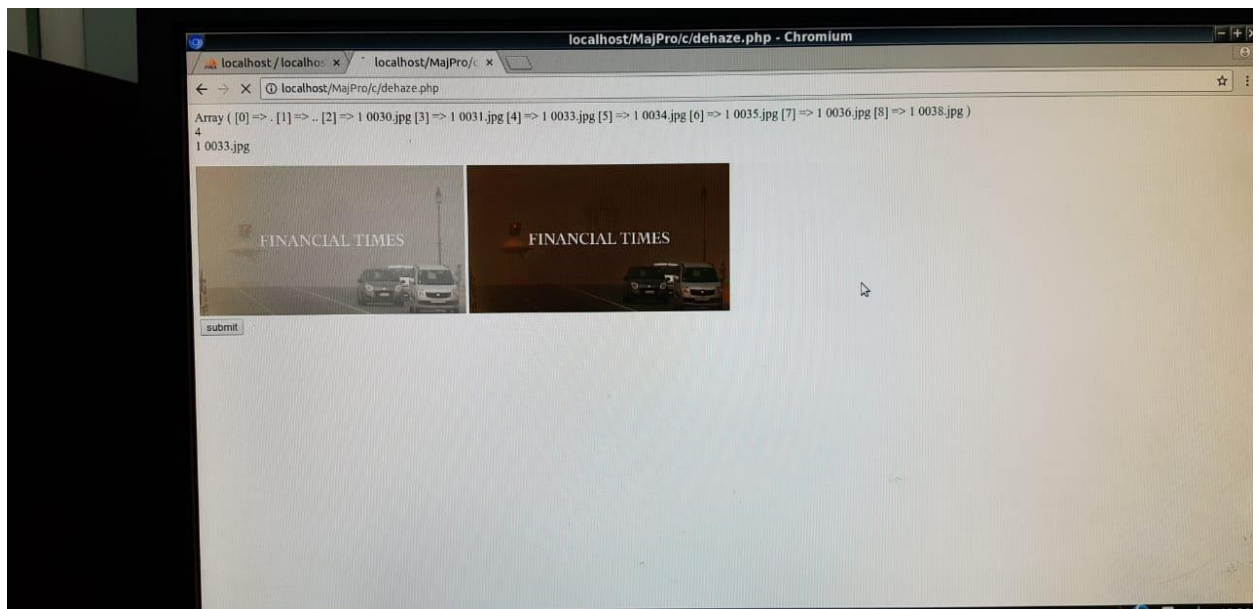 localhost/MajPro/c/dehaze.php - Chromium
localhost / localhos
localhost/MajPro/c
localhost/MajPro/c/dehaze.php
Array ( [0] => . [1] => .. [2] => 1 0030.jpg [3] => 1 0031.jpg [4] => 1 0033.jpg [5] => 1 0034.jpg [6] => 1 0035.jpg [7] => 1 0036.jpg [8] => 1 0038.jpg )
4
1 0033.jpg
FINANCIAL TIMES
FINANCIAL TIMES
submit